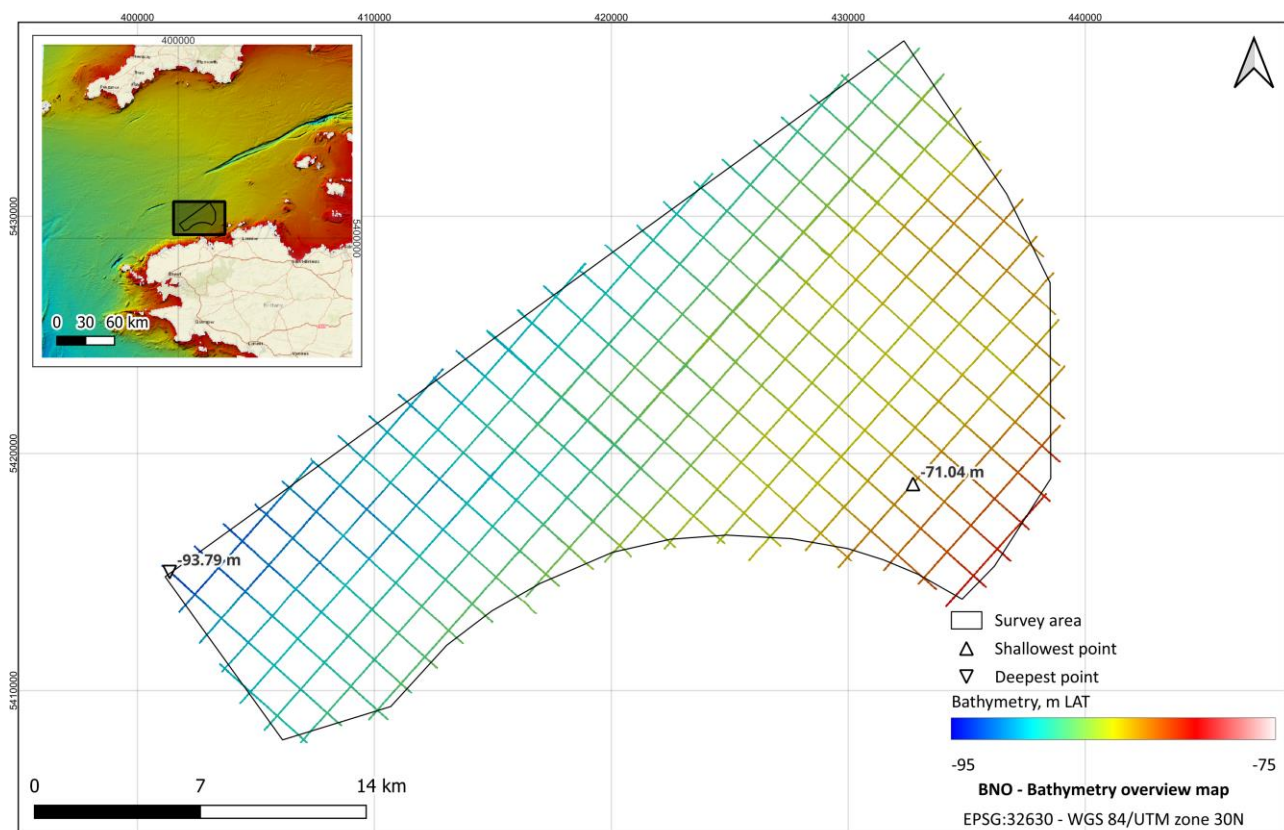 400000
410000
420000
430000
440000
400000
5430000
5400000
0 30 60 km
5420000
-71.04 m
-93.79 m
5410000
Survey area
Shallowest point
Deepest point
Bathymetry, m LAT
-95
-75
0 7 14 km
BNO - Bathymetry overview map
EPSG:32630 - WGS 84/UTM zone 30N